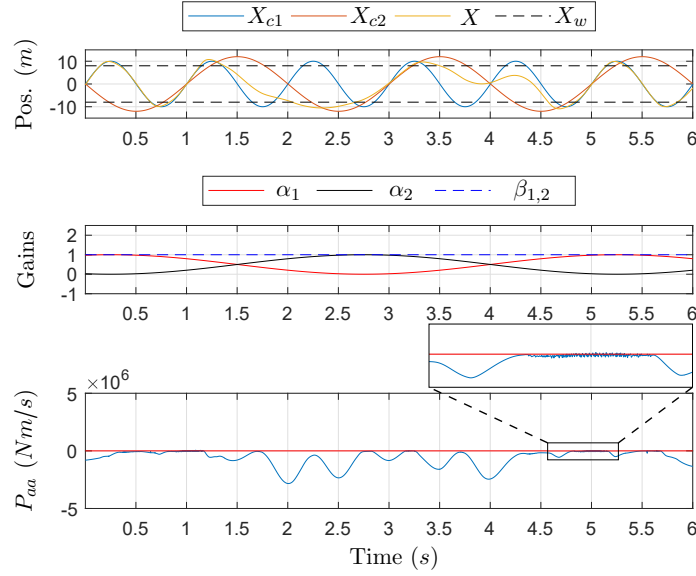 X_{c1} X_{c2} X X_w
Pos. (m)
10
0
-10
0.5 1 1.5 2 2.5 3 3.5 4 4.5 5 5.5 6
α_1 α_2 β_{1,2}
Gains
2
1
0
-1
0.5 1 1.5 2 2.5 3 3.5 4 4.5 5 5.5 6
×10^6
P_{aa} (Nm/s)
5
0
-5
0.5 1 1.5 2 2.5 3 3.5 4 4.5 5 5.5 6
Time (s)